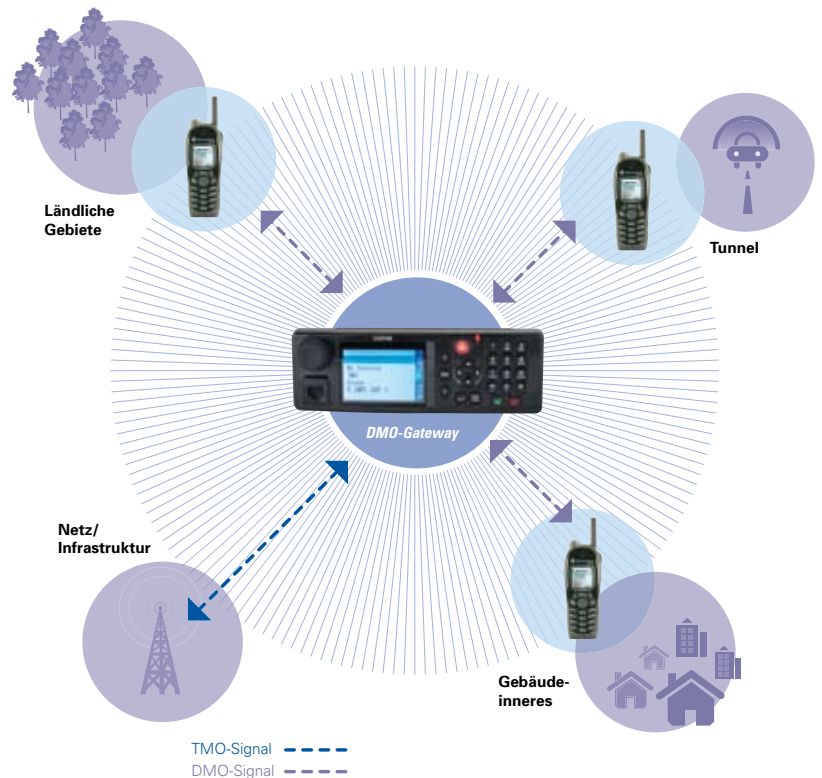 Ländliche
Gebiete
Tunnel
DMO-Gateway
Netz/
Infrastruktur
Gebäude-
inneres
TMO-Signal
DMO-Signal